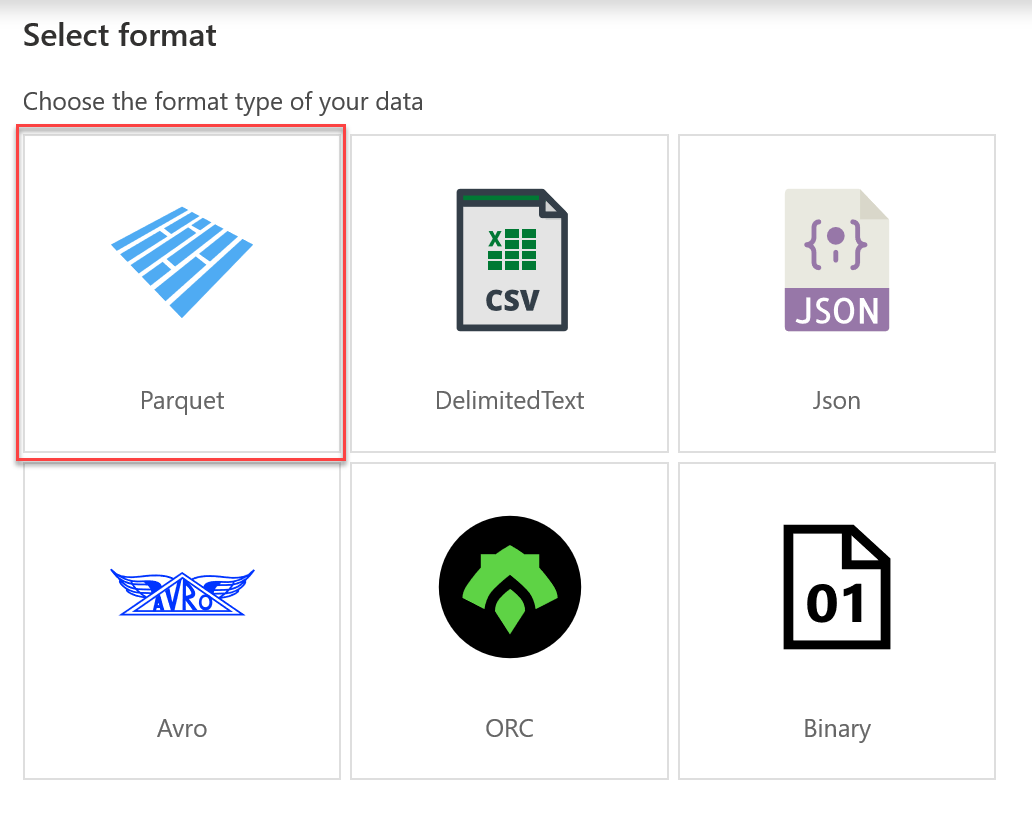 Select format
Choose the format type of your data
X
CSV
{ } JSON
Parquet
DelimitedText
Json
AVRO
01
Avro
ORC
Binary